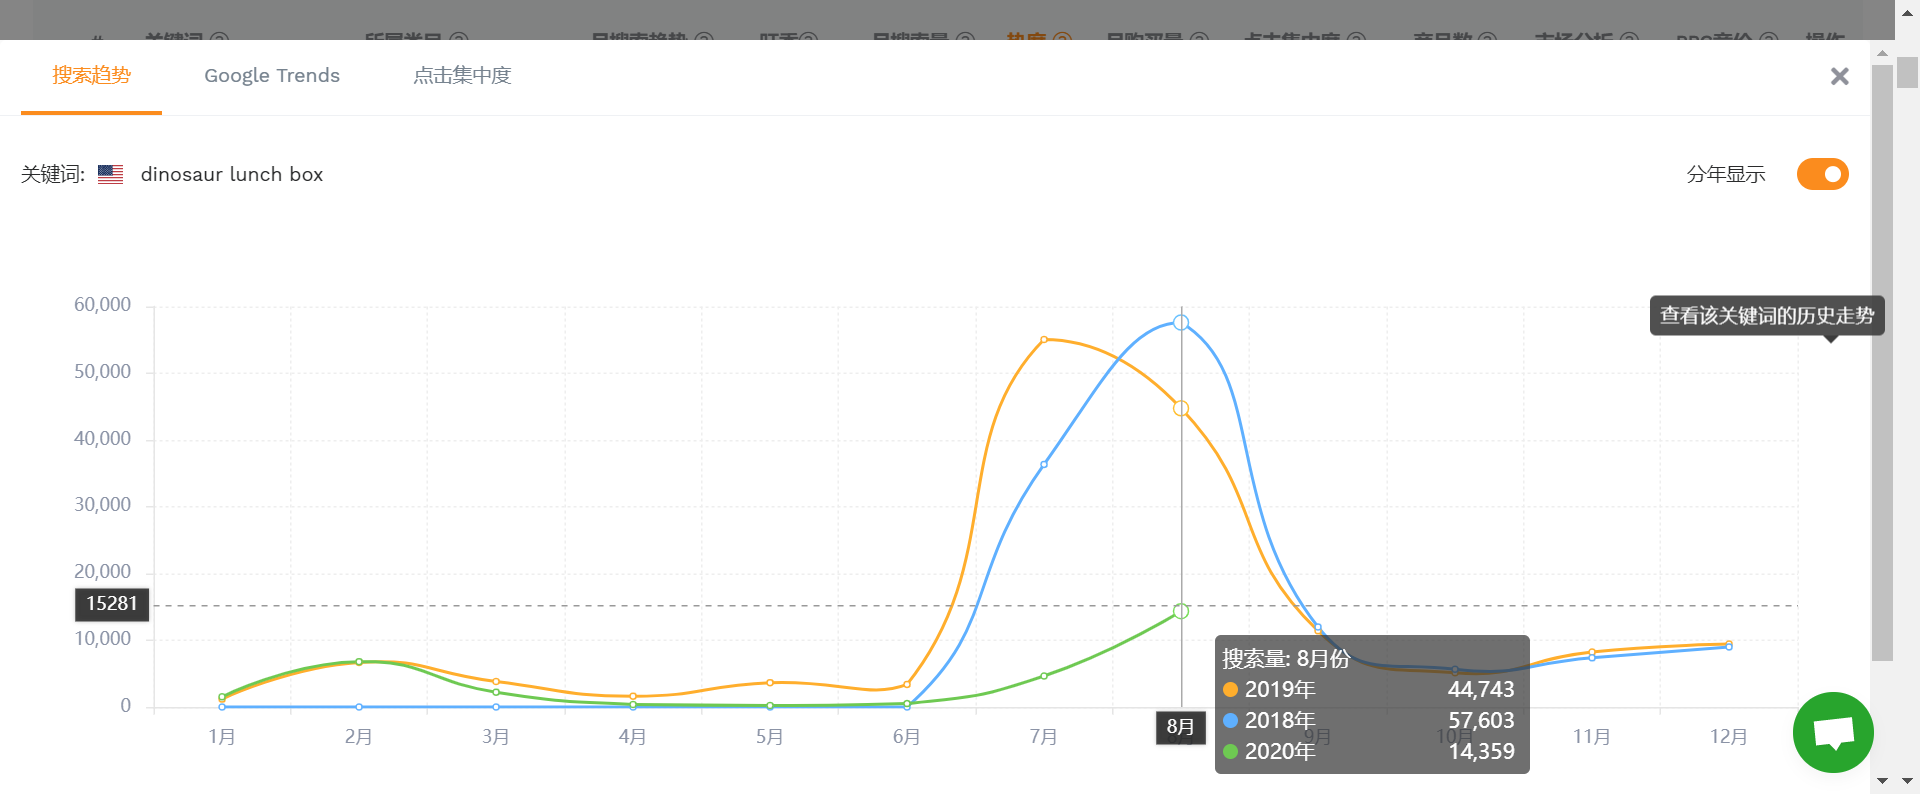 搜索趋势 Google Trends 点击集中度
关键词: dinosaur lunch box 分年显示
查看该关键词的历史走势
60,000
50,000
40,000
30,000
20,000
15281
10,000
0
1月 2月 3月 4月 5月 6月 7月 8月 9月 10月 11月 12月
搜索量: 8月份
2019年 44,743
2018年 57,603
2020年 14,359